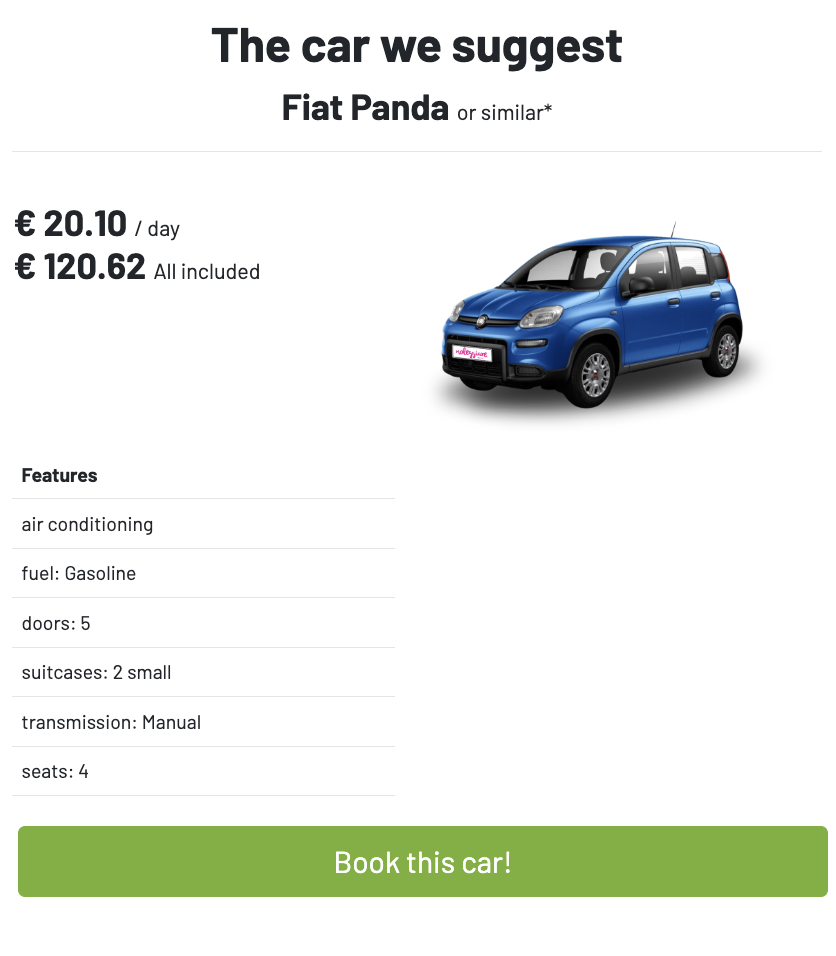 The car we suggest
Fiat Panda or similar*
€ 20.10 / day
€ 120.62 All included
noleggiare
Features
air conditioning
fuel: Gasoline
doors: 5
suitcases: 2 small
transmission: Manual
seats: 4
Book this car!